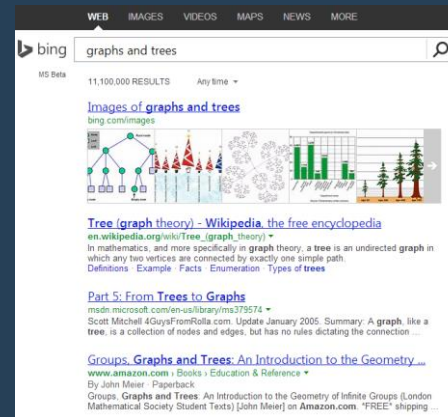 WEB IMAGES VIDEOS MAPS NEWS MORE
bing graphs and trees
MS Beta
11,100,000 RESULTS Any time
Images of graphs and trees
bing.com/images
Tree (graph theory) - Wikipedia, the free encyclopedia
en.wikipedia.org/wiki/Tree_(graph_theory)
In mathematics, and more specifically in graph theory, a tree is an undirected graph in
which any two vertices are connected by exactly one simple path.
Definitions · Example · Facts · Enumeration · Types of trees
Part 5: From Trees to Graphs
msdn.microsoft.com/en-us/library/ms379574
Scott Mitchell 4GuysFromRolla.com. Update January 2005. Summary: A graph, like a
tree, is a collection of nodes and edges, but has no rules dictating the connection ...
Groups, Graphs and Trees: An Introduction to the Geometry ...
www.amazon.com › Books › Education & Reference
By John Meier · Paperback
Groups, Graphs and Trees: An Introduction to the Geometry of Infinite Groups (London
Mathematical Society Student Texts) [John Meier] on Amazon.com. *FREE* shipping ...